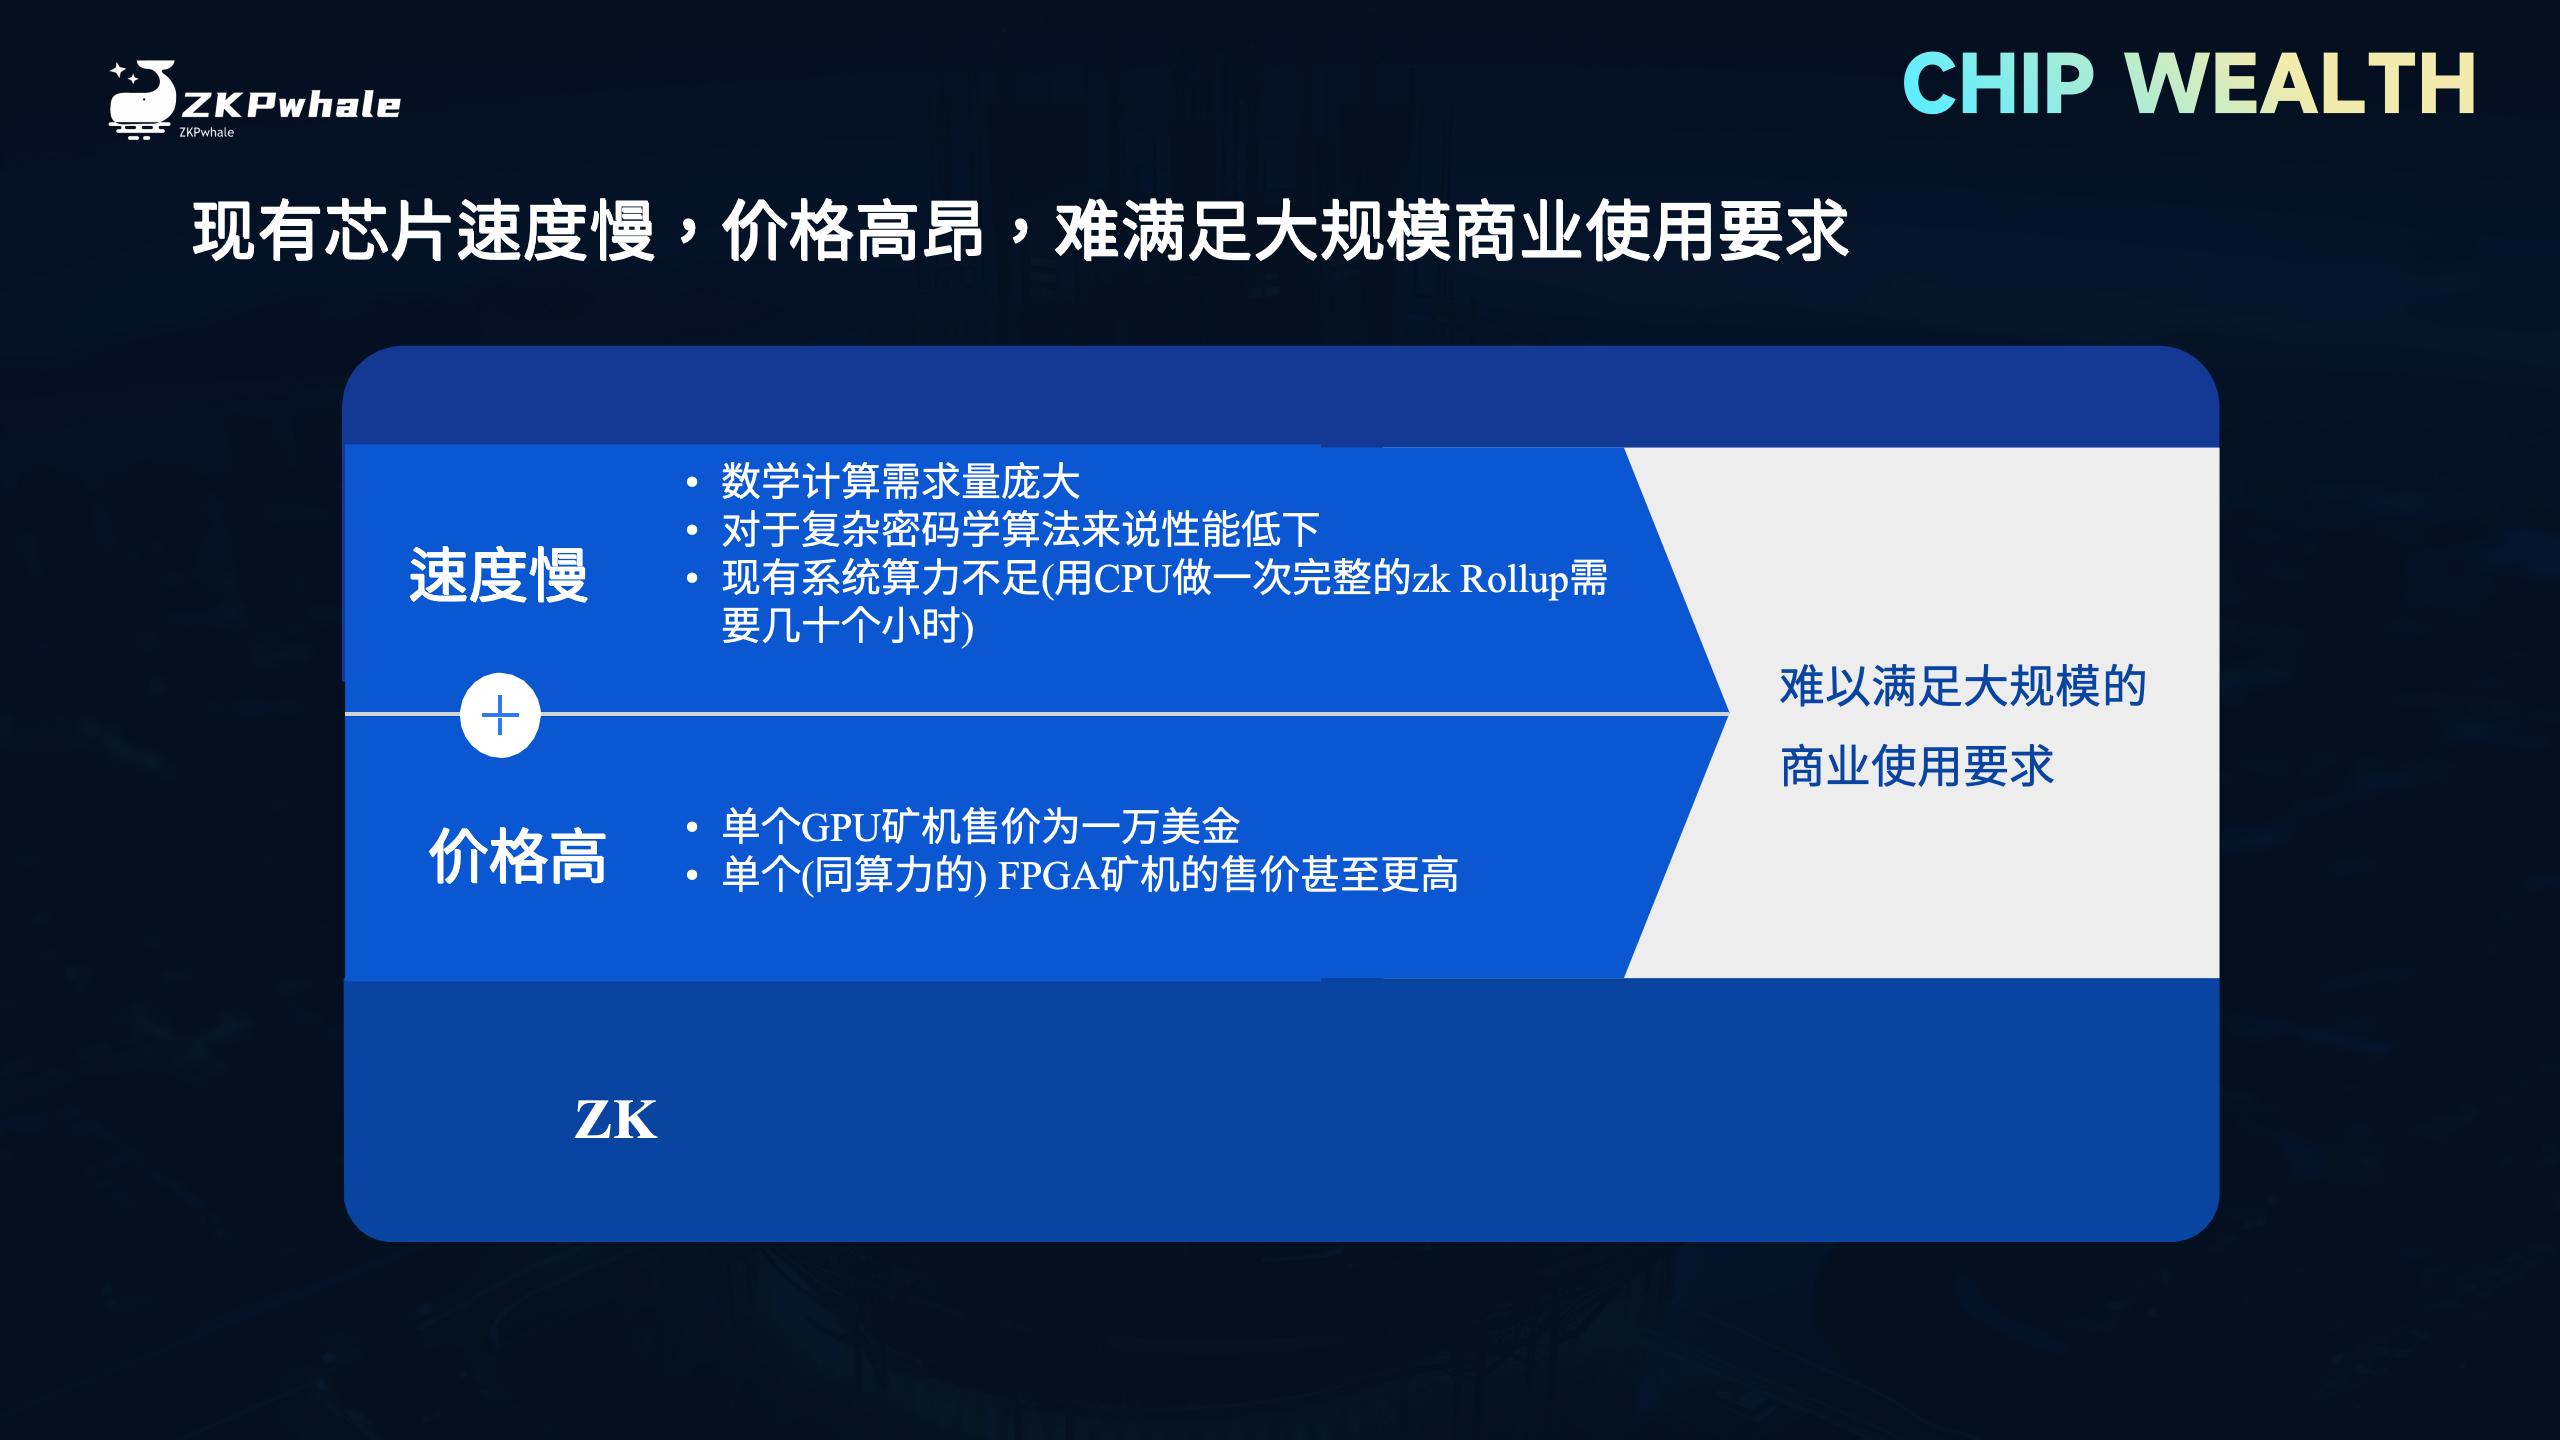 ZKPwhale
ZKPwhale
CHIP WEALTH
现有芯片速度慢，价格高昂，难满足大规模商业使用要求
速度慢
• 数学计算需求量庞大
• 对于复杂密码学算法来说性能低下
• 现有系统算力不足(用CPU做一次完整的zk Rollup需
要几十个小时)
价格高
• 单个GPU矿机售价为一万美金
• 单个(同算力的) FPGA矿机的售价甚至更高
难以满足大规模的
商业使用要求
ZK